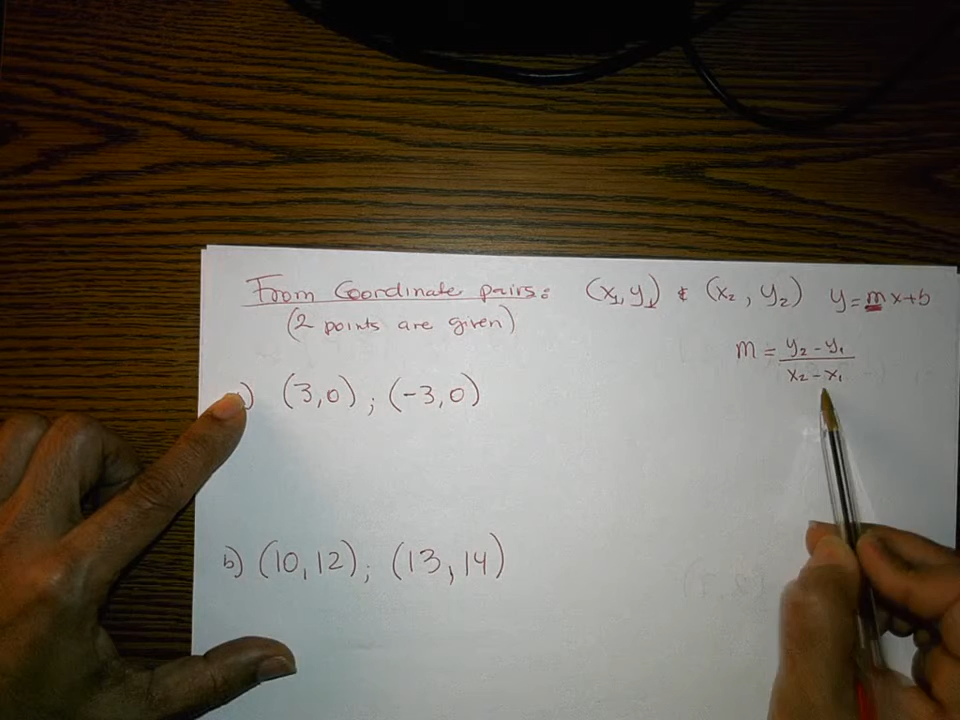 From Coordinate pairs: (x₁, y₁) & (x₂, y₂) y = mx+b
(2 points are given)
m = y₂ - y₁ / x₂ - x₁
a) (3,0) ; (-3,0)
b) (10,12) ; (13,14)